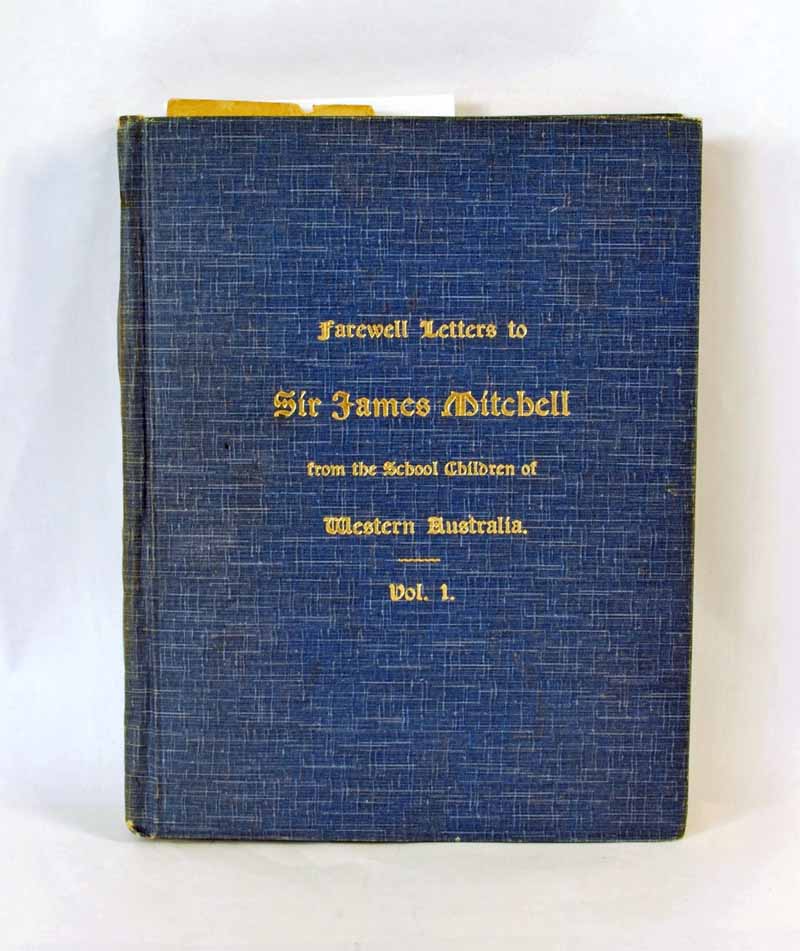 Farewell Letters to
Sir James Mitchell
from the School Children of
Western Australia.
Vol. 1.